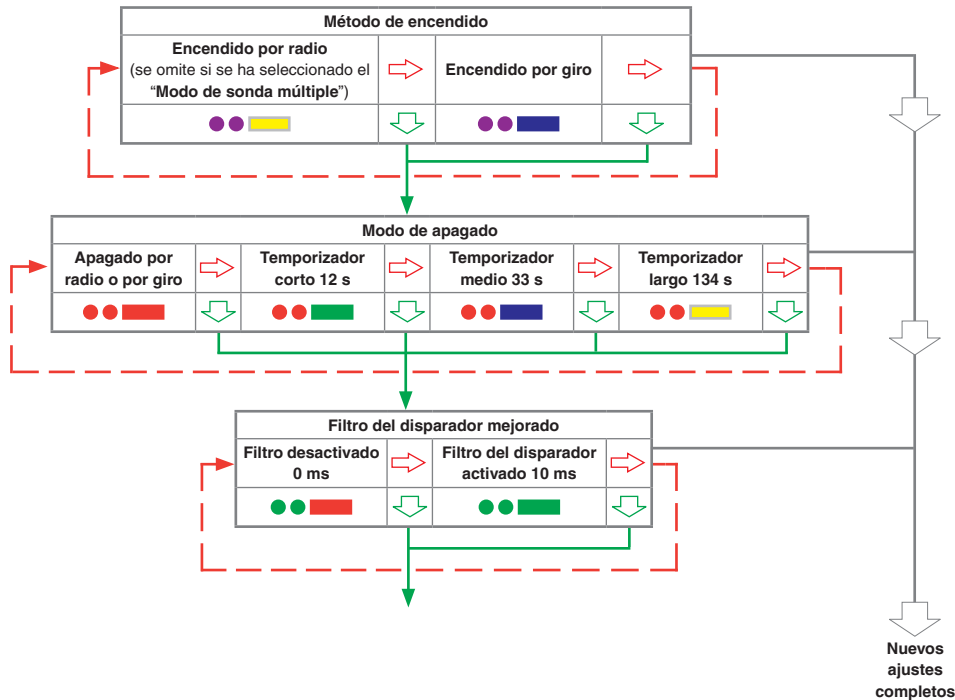 Método de encendido
Encendido por radio
(se omite si se ha seleccionado el
“Modo de sonda múltiple”)
Encendido por giro
Modo de apagado
Apagado por
radio o por giro
Temporizador
corto 12 s
Temporizador
medio 33 s
Temporizador
largo 134 s
Filtro del disparador mejorado
Filtro desactivado
0 ms
Filtro del disparador
activado 10 ms
Nuevos
ajustes
completos